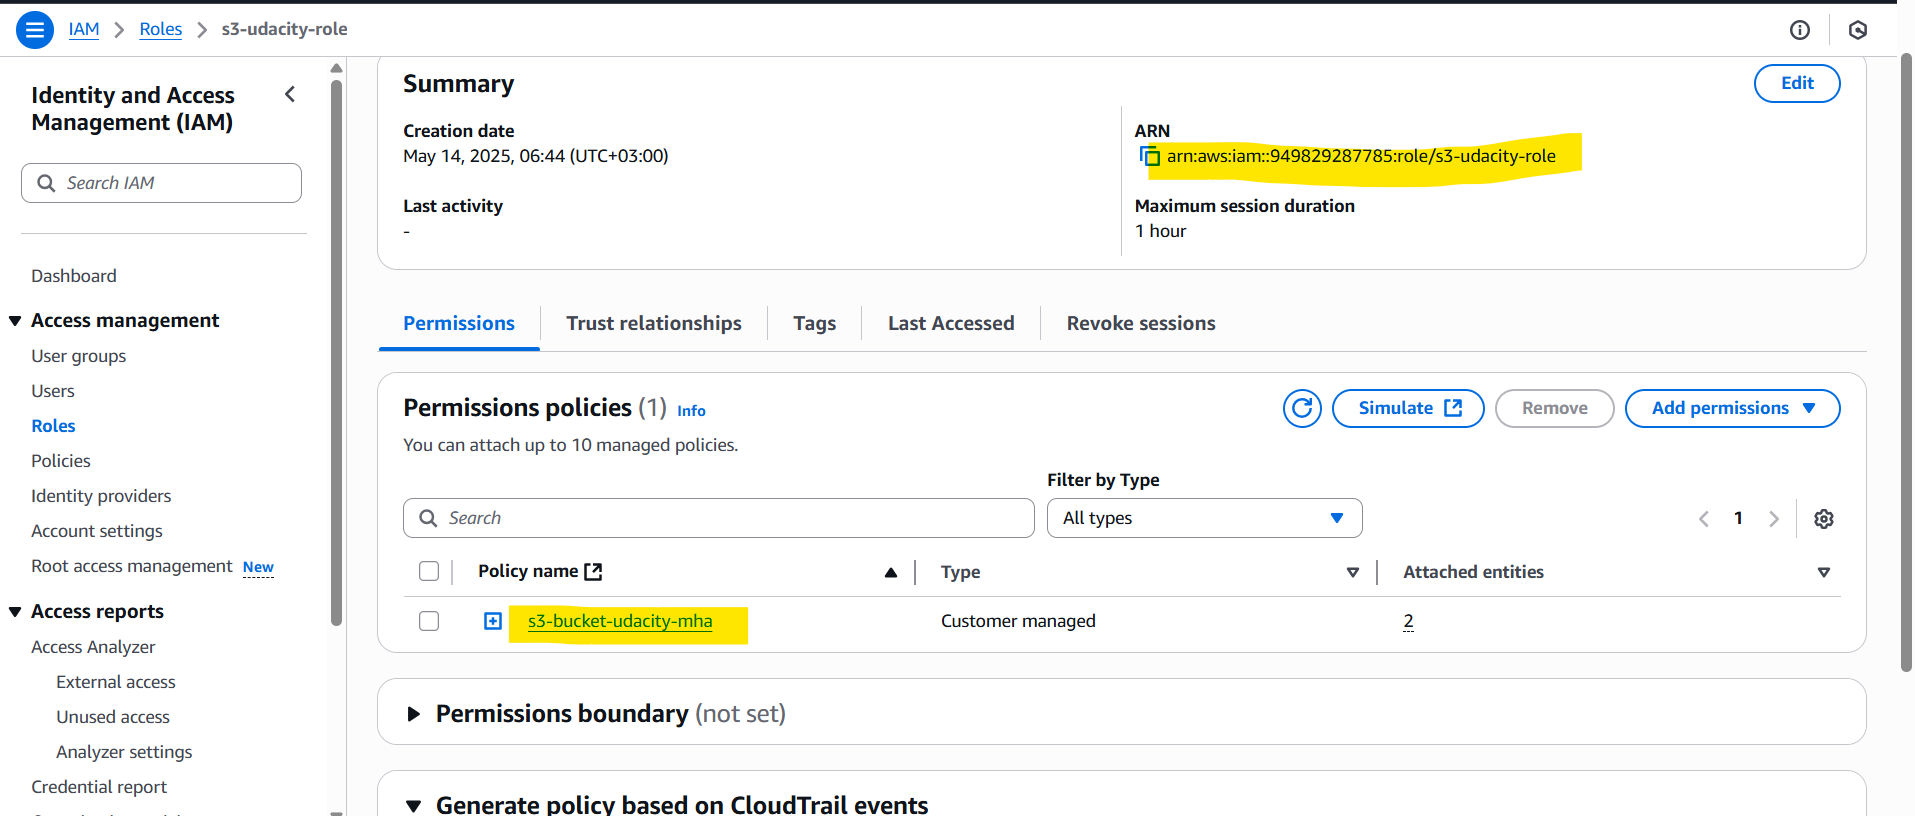 IAM > Roles > s3-udacity-role
Identity and Access
Management (IAM)
Search IAM
Dashboard
Access management
User groups
Users
Roles
Policies
Identity providers
Account settings
Root access management New
Access reports
Access Analyzer
External access
Unused access
Analyzer settings
Credential report
Summary
Edit
Creation date
May 14, 2025, 06:44 (UTC+03:00)
ARN
arn:aws:iam::949829287785:role/s3-udacity-role
Last activity
-
Maximum session duration
1 hour
Permissions
Trust relationships
Tags
Last Accessed
Revoke sessions
Permissions policies (1) Info
Simulate
Remove
Add permissions
You can attach up to 10 managed policies.
Filter by Type
Search
All types
1
Policy name
Type
Attached entities
s3-bucket-udacity-mha
Customer managed
2
Permissions boundary (not set)
Generate policy based on CloudTrail events